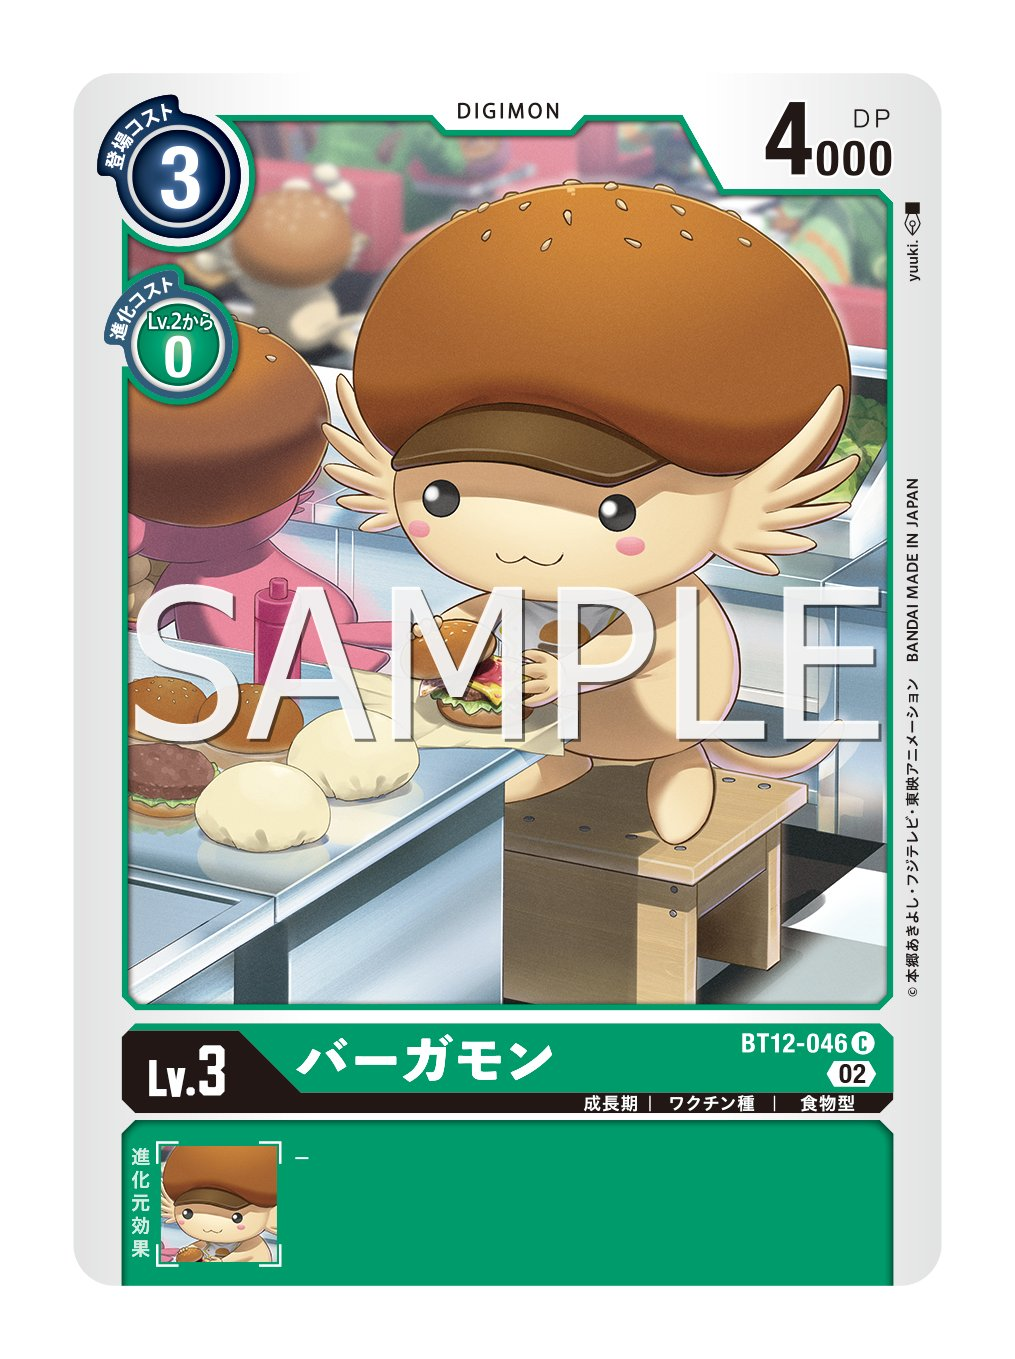 DIGIMON
登場コスト
3
4000
DP
進化コスト
Lv.2から
0
yuuki.
SAMPLE
©本郷あきよし・フジテレビ・東映アニメーション BANDAI MADE IN JAPAN
Lv.3
バーガモン
BT12-046 C
02
成長期 | ワクチン種 | 食物型
進化元効果
–